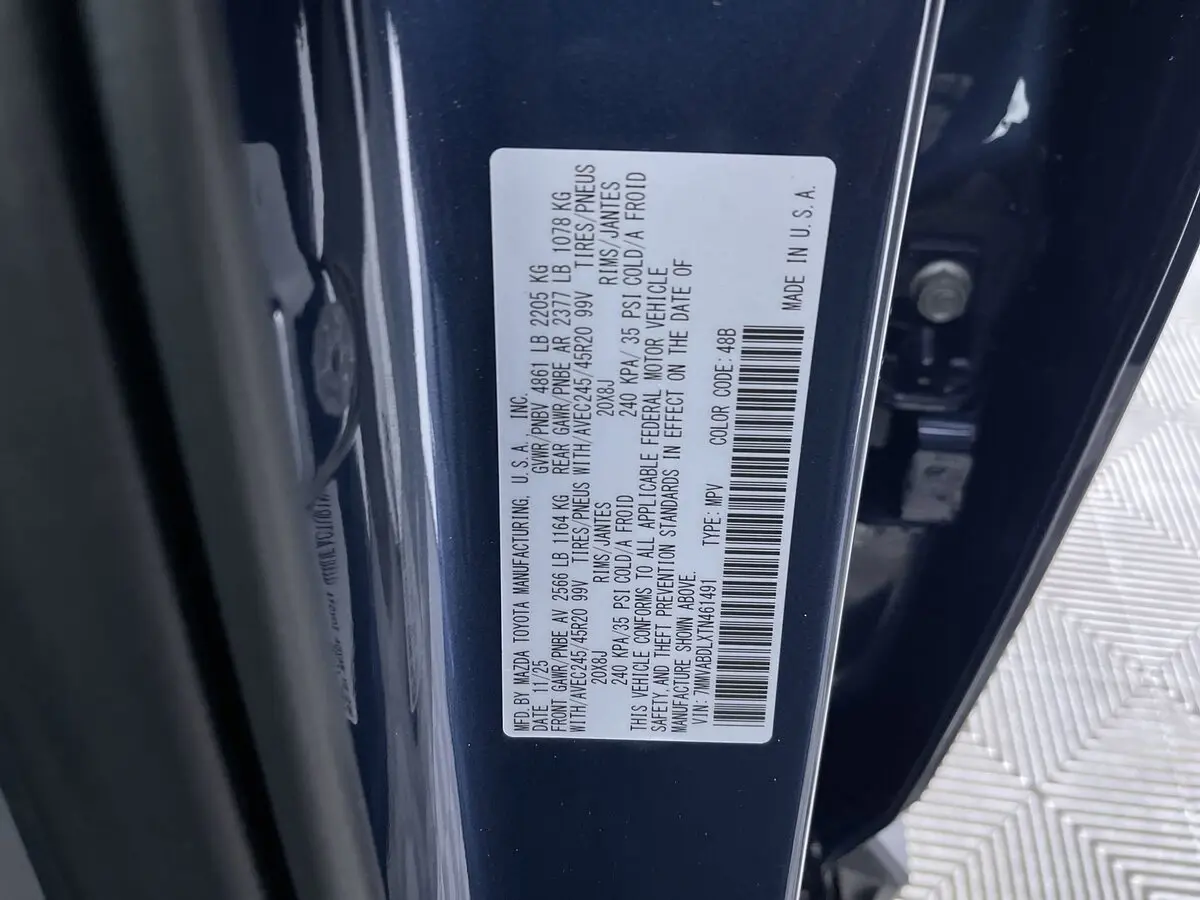 MFD. BY MAZDA TOYOTA MANUFACTURING, U.S.A., INC.
DATE 11/25 GVWR/PNBV 4861 LB 2205 KG
FRONT GAWR/PNBE AV 2566 LB 1164 KG REAR GAWR/PNBE AR 2377 LB 1078 KG
WITH/AVEC245/45R20 99V TIRES/PNEUS WITH/AVEC245/45R20 99V TIRES/PNEUS
20X8J RIMS/JANTES 20X8J RIMS/JANTES
240 KPA/35 PSI COLD/A FROID 240 KPA/ 35 PSI COLD/A FROID
THIS VEHICLE CONFORMS TO ALL APPLICABLE FEDERAL MOTOR VEHICLE
SAFETY, AND THEFT PREVENTION STANDARDS IN EFFECT ON THE DATE OF
MANUFACTURE SHOWN ABOVE.
VIN: 7MMVABDLXTN461491 TYPE: MPV COLOR CODE: 48B
MADE IN U.S.A.